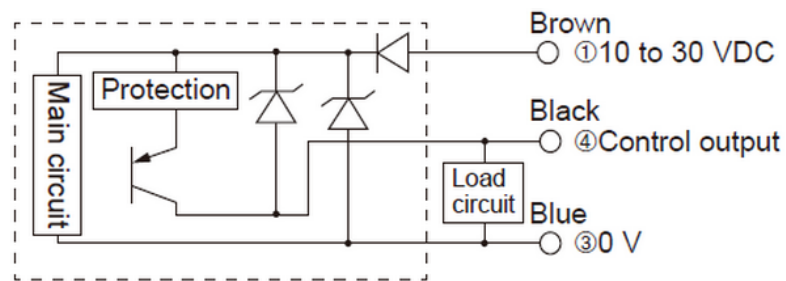 Brown
①10 to 30 VDC
Main circuit
Protection
Black
④Control output
Load
circuit
Blue
③0 V